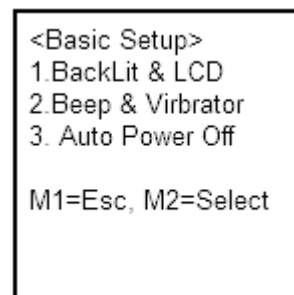 <Basic Setup>
1.BackLit & LCD
2.Beep & Virbrator
3. Auto Power Off
M1=Esc, M2=Select